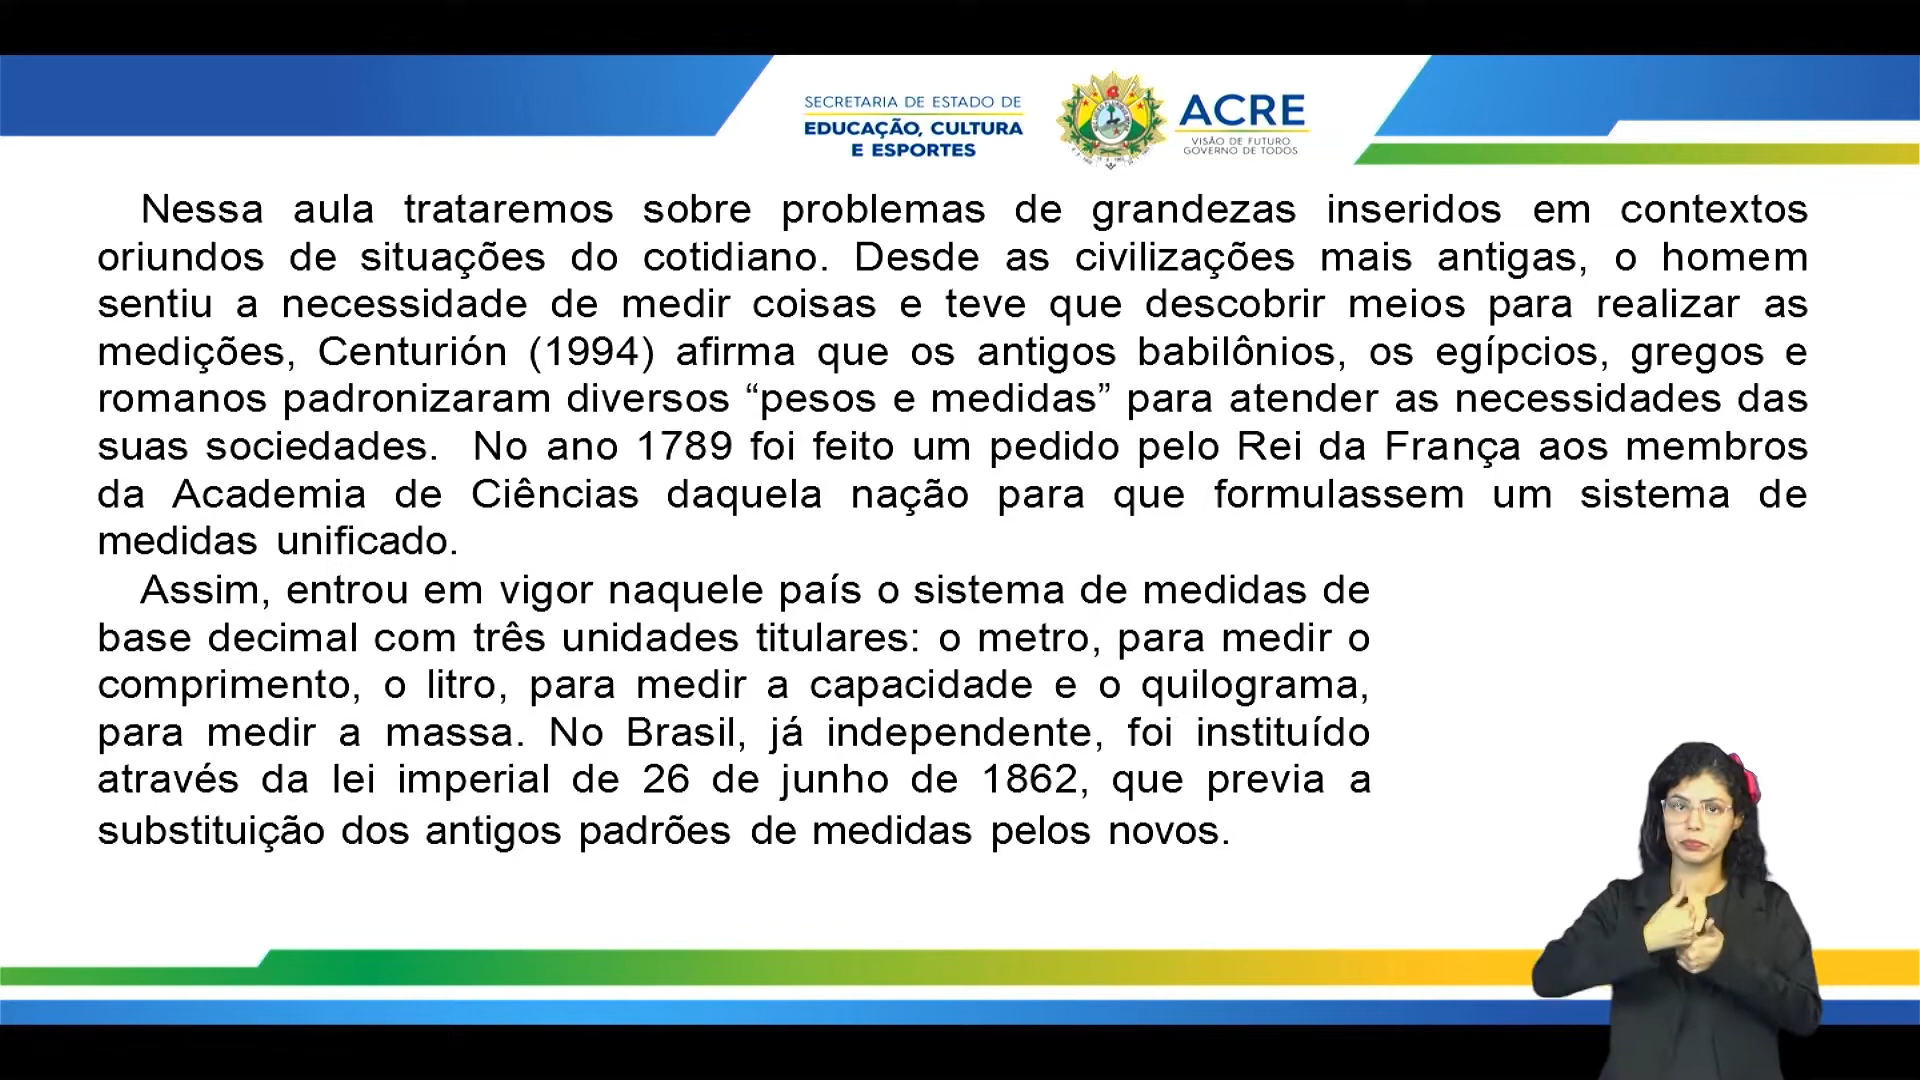 SECRETARIA DE ESTADO DE
EDUCAÇÃO, CULTURA
E ESPORTES
ACRE
VISÃO DE FUTURO
GOVERNO DE TODOS
Nessa aula trataremos sobre problemas de grandezas inseridos em contextos
oriundos de situações do cotidiano. Desde as civilizações mais antigas, o homem
sentiu a necessidade de medir coisas e teve que descobrir meios para realizar as
medições, Centurión (1994) afirma que os antigos babilônios, os egípcios, gregos e
romanos padronizaram diversos “pesos e medidas” para atender as necessidades das
suas sociedades. No ano 1789 foi feito um pedido pelo Rei da França aos membros
da Academia de Ciências daquela nação para que formulassem um sistema de
medidas unificado.
Assim, entrou em vigor naquele país o sistema de medidas de
base decimal com três unidades titulares: o metro, para medir o
comprimento, o litro, para medir a capacidade e o quilograma,
para medir a massa. No Brasil, já independente, foi instituído
através da lei imperial de 26 de junho de 1862, que previa a
substituição dos antigos padrões de medidas pelos novos.